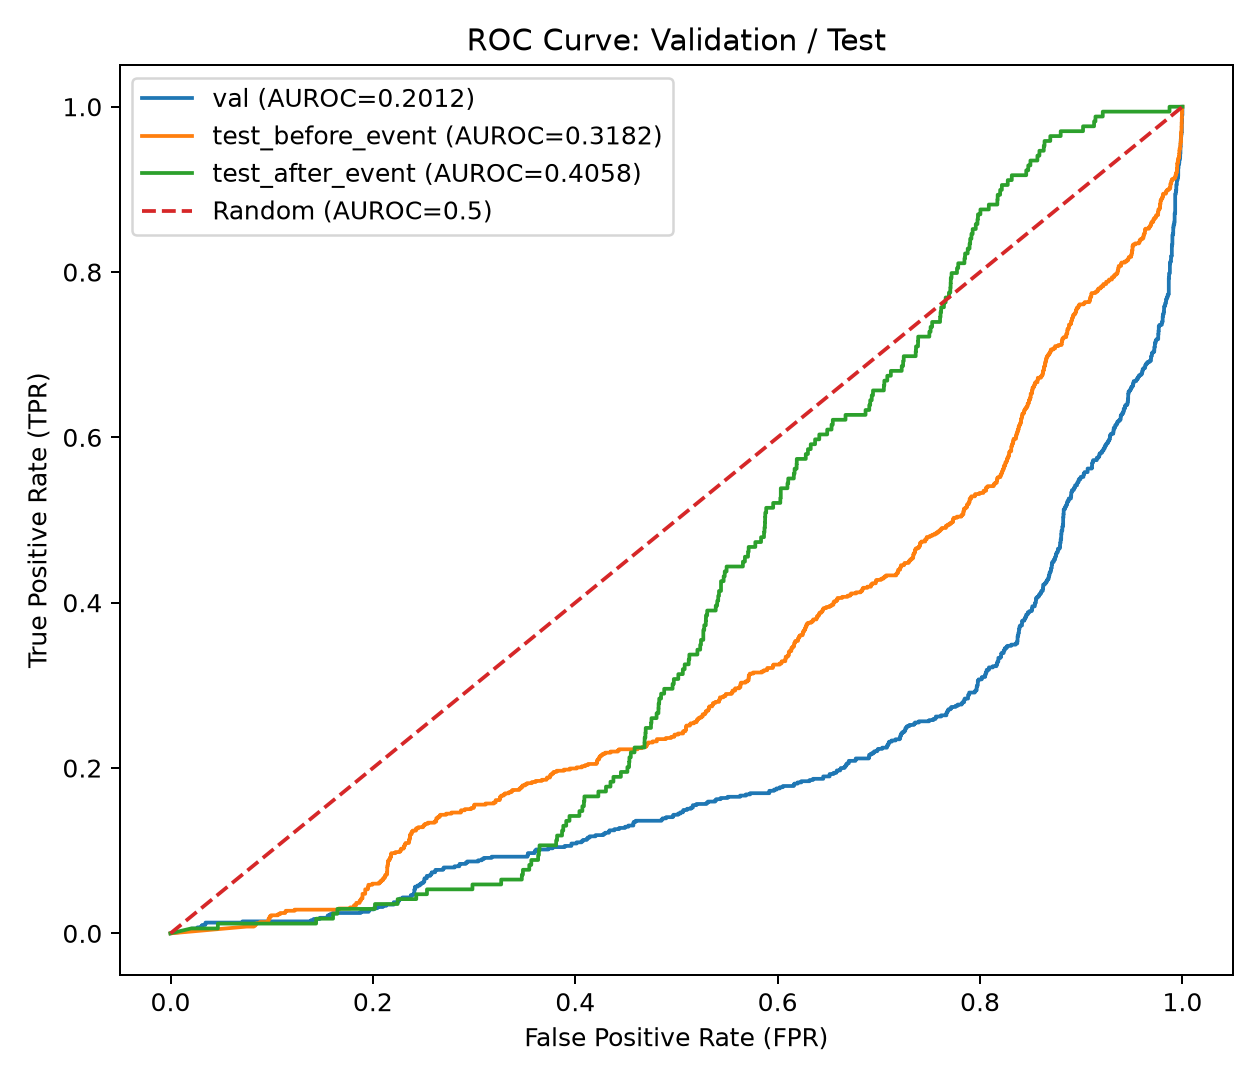 ROC Curve: Validation / Test
val (AUROC=0.2012)
test_before_event (AUROC=0.3182)
test_after_event (AUROC=0.4058)
Random (AUROC=0.5)
True Positive Rate (TPR)
1.0
0.8
0.6
0.4
0.2
0.0
0.0 0.2 0.4 0.6 0.8 1.0
False Positive Rate (FPR)